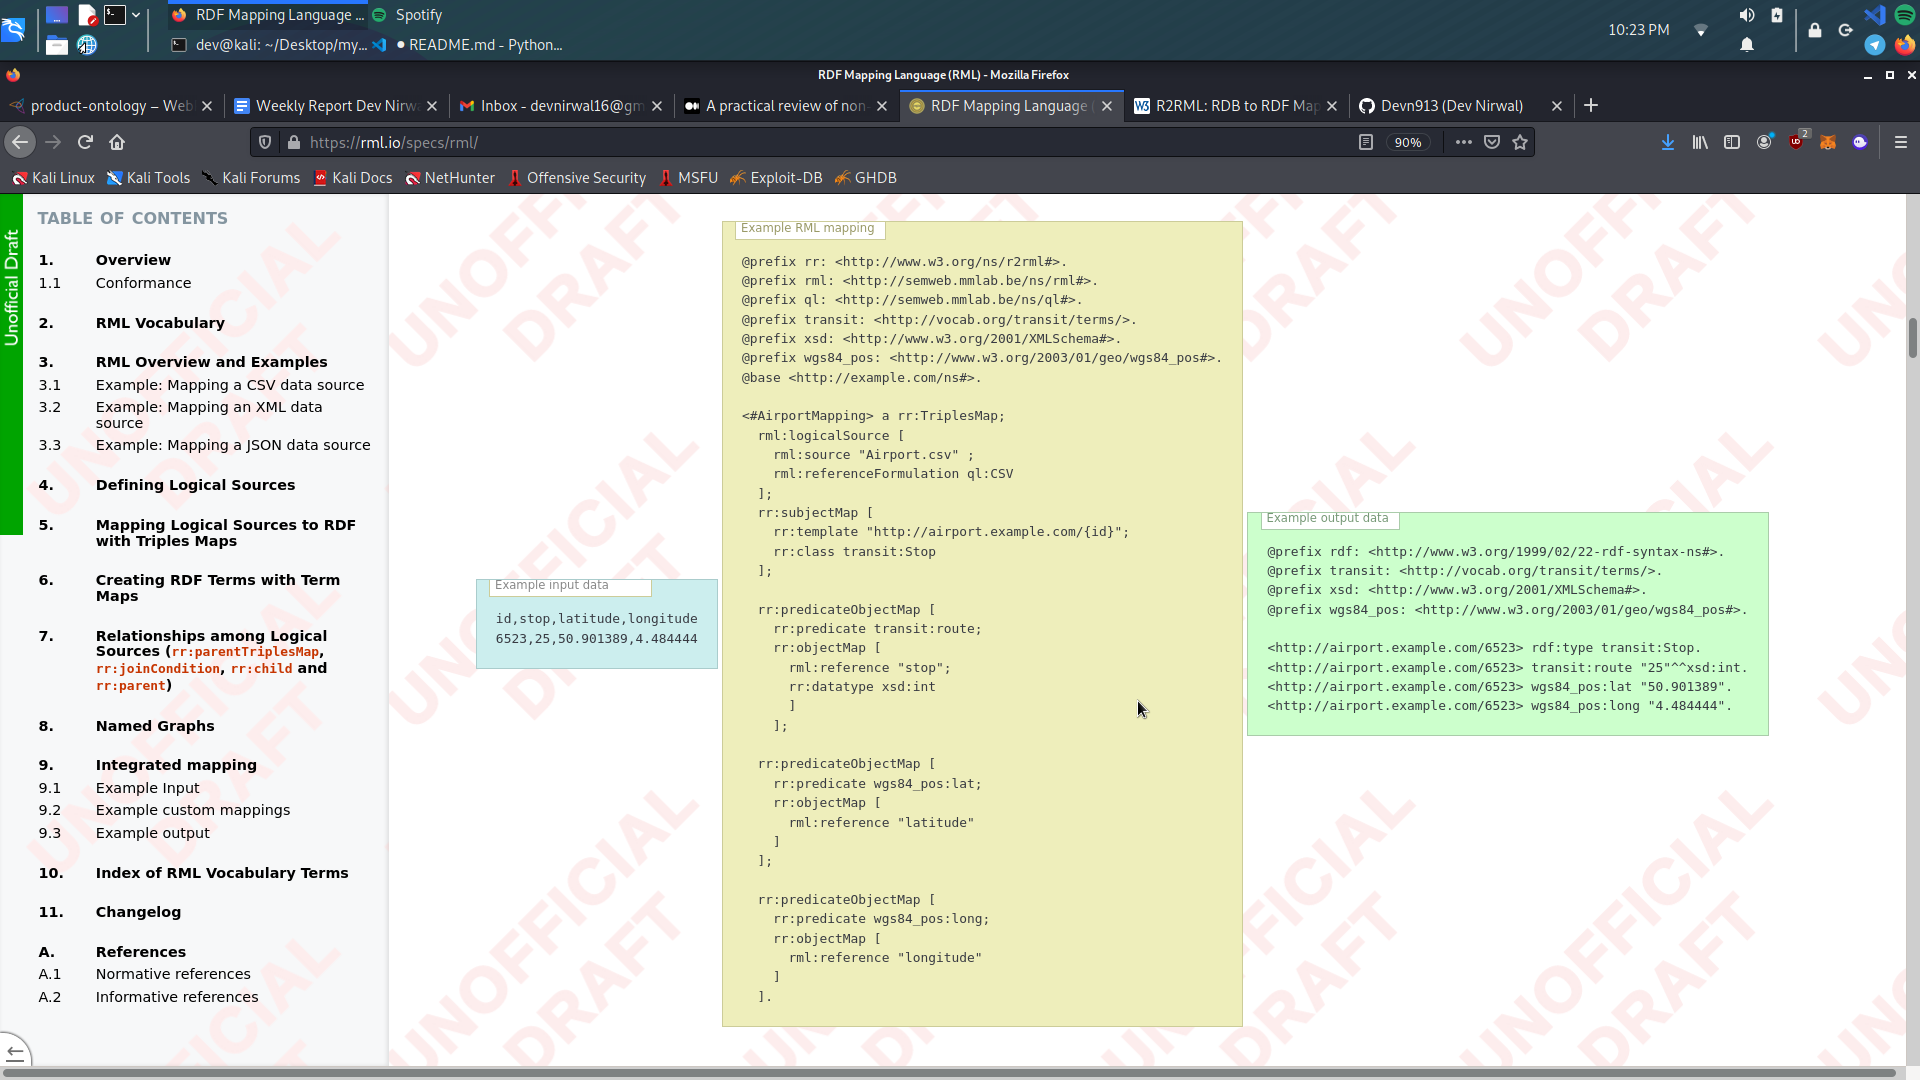 RDF Mapping Language ...
Spotify
dev@kali: ~/Desktop/my...
● README.md - Python...
10:23 PM
RDF Mapping Language (RML) - Mozilla Firefox
product-ontology – Web
Weekly Report Dev Nirw
Inbox - devnirwal16@gm
A practical review of non
RDF Mapping Language
R2RML: RDB to RDF Map
Devn913 (Dev Nirwal)
https://rml.io/specs/rml/
90%
2
Kali Linux
Kali Tools
Kali Forums
Kali Docs
NetHunter
Offensive Security
MSFU
Exploit-DB
GHDB
Unofficial Draft
TABLE OF CONTENTS
1. Overview
1.1 Conformance
2. RML Vocabulary
3. RML Overview and Examples
3.1 Example: Mapping a CSV data source
3.2 Example: Mapping an XML data
source
3.3 Example: Mapping a JSON data source
4. Defining Logical Sources
5. Mapping Logical Sources to RDF
with Triples Maps
6. Creating RDF Terms with Term
Maps
7. Relationships among Logical
Sources (rr:parentTriplesMap,
rr:joinCondition, rr:child and
rr:parent)
8. Named Graphs
9. Integrated mapping
9.1 Example Input
9.2 Example custom mappings
9.3 Example output
10. Index of RML Vocabulary Terms
11. Changelog
A. References
A.1 Normative references
A.2 Informative references
UNOFFICIAL
DRAFT
Example input data
id,stop,latitude,longitude
6523,25,50.901389,4.484444
Example RML mapping
@prefix rr: <http://www.w3.org/ns/r2rml#>.
@prefix rml: <http://semweb.mmlab.be/ns/rml#>.
@prefix ql: <http://semweb.mmlab.be/ns/ql#>.
@prefix transit: <http://vocab.org/transit/terms/>.
@prefix xsd: <http://www.w3.org/2001/XMLSchema#>.
@prefix wgs84_pos: <http://www.w3.org/2003/01/geo/wgs84_pos#>.
@base <http://example.com/ns#>.
<#AirportMapping> a rr:TriplesMap;
rml:logicalSource [
rml:source "Airport.csv" ;
rml:referenceFormulation ql:CSV
];
rr:subjectMap [
rr:template "http://airport.example.com/{id}";
rr:class transit:Stop
];
rr:predicateObjectMap [
rr:predicate transit:route;
rr:objectMap [
rml:reference "stop";
rr:datatype xsd:int
]
];
rr:predicateObjectMap [
rr:predicate wgs84_pos:lat;
rr:objectMap [
rml:reference "latitude"
]
];
rr:predicateObjectMap [
rr:predicate wgs84_pos:long;
rr:objectMap [
rml:reference "longitude"
]
].
Example output data
@prefix rdf: <http://www.w3.org/1999/02/22-rdf-syntax-ns#>.
@prefix transit: <http://vocab.org/transit/terms/>.
@prefix xsd: <http://www.w3.org/2001/XMLSchema#>.
@prefix wgs84_pos: <http://www.w3.org/2003/01/geo/wgs84_pos#>.
<http://airport.example.com/6523> rdf:type transit:Stop.
<http://airport.example.com/6523> transit:route "25"^^xsd:int.
<http://airport.example.com/6523> wgs84_pos:lat "50.901389".
<http://airport.example.com/6523> wgs84_pos:long "4.484444".